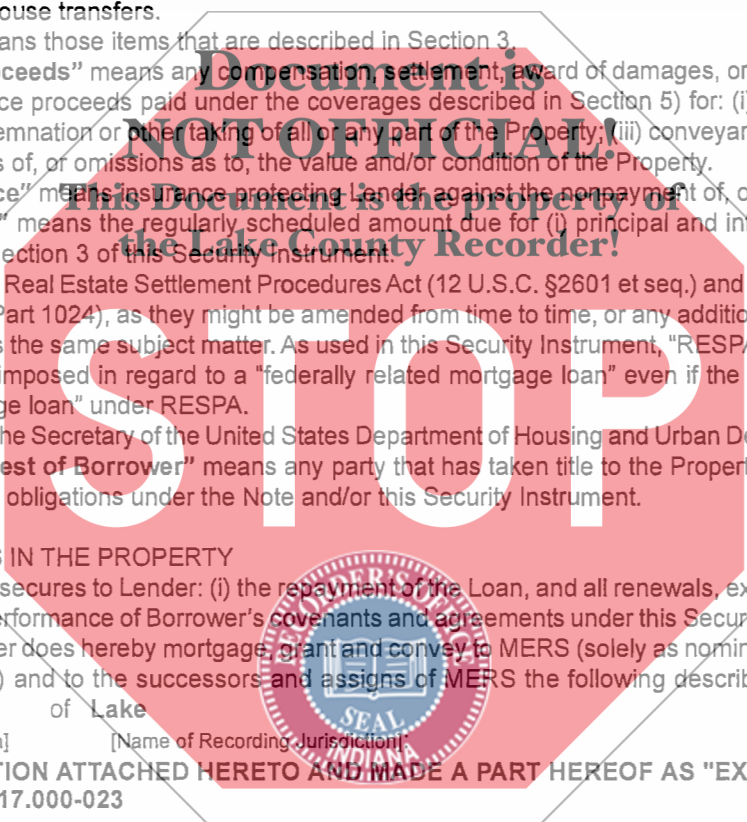 ouse transfers.
ans those items that are described in Section 3.
ceeds” means any compensation, settlement, award of damages, or
ce proceeds paid under the coverages described in Section 5) for: (i)
emnation or other taking of all or any part of the Property; (iii) conveyan
s of, or omissions as to, the value and/or condition of the Property.
ce” means insurance protecting Lender against the nonpayment of, o
” means the regularly scheduled amount due for (i) principal and int
ection 3 of this Security Instrument.
Real Estate Settlement Procedures Act (12 U.S.C. §2601 et seq.) and
Part 1024), as they might be amended from time to time, or any additio
s the same subject matter. As used in this Security Instrument, "RESPA
imposed in regard to a "federally related mortgage loan" even if the
ge loan” under RESPA.
he Secretary of the United States Department of Housing and Urban De
est of Borrower” means any party that has taken title to the Propert
obligations under the Note and/or this Security Instrument.
S IN THE PROPERTY
secures to Lender: (i) the repayment of the Loan, and all renewals, ex
erformance of Borrower's covenants and agreements under this Secur
er does hereby mortgage, grant and convey to MERS (solely as nomin
) and to the successors and assigns of MERS the following describ
of Lake
n] [Name of Recording Jurisdiction]:
TION ATTACHED HERETO AND MADE A PART HEREOF AS "EX
17.000-023
Document is
NOT OFFICIAL!
This Document is the property of
the Lake County Recorder!
STOP
RECORDER'S OFFICE
SEAL
INDIANA